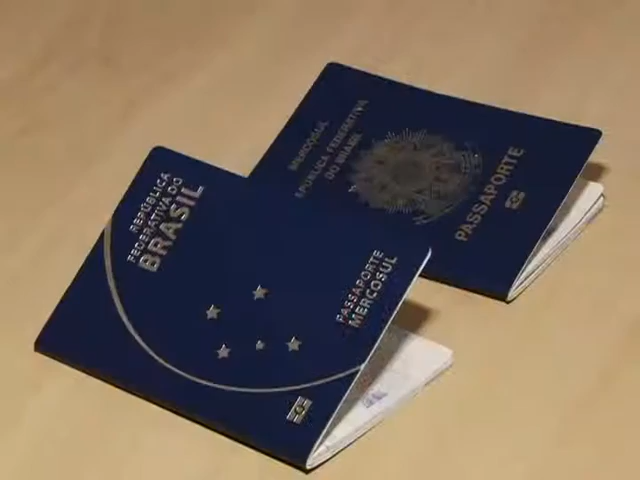 REPÚBLICA
FEDERATIVA DO
BRASIL
PASSAPORTE
MERCOSUL
MERCOSUL
REPÚBLICA FEDERATIVA
DO BRASIL
PASSAPORTE